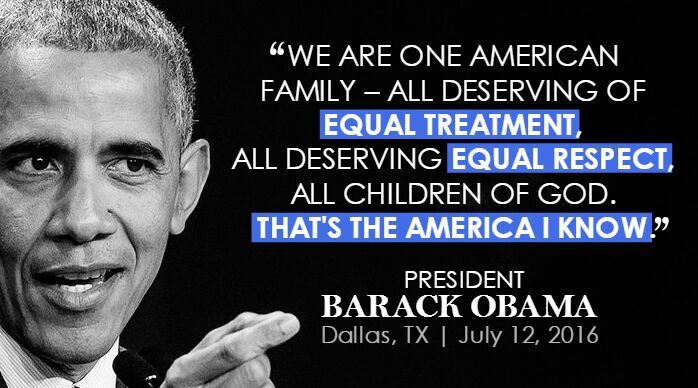 “WE ARE ONE AMERICAN
FAMILY – ALL DESERVING OF
EQUAL TREATMENT,
ALL DESERVING EQUAL RESPECT,
ALL CHILDREN OF GOD.
THAT'S THE AMERICA I KNOW.”
PRESIDENT
BARACK OBAMA
Dallas, TX | July 12, 2016